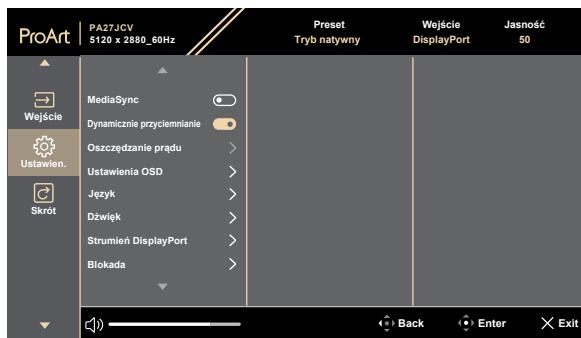 ProArt
PA27JCV
5120 x 2880_60Hz
Preset
Tryb natywny
Wejście
DisplayPort
Jasność
50
Wejście
Ustawien.
Skrót
MediaSync
Dynamicznie przyciemnianie
Oszczędzanie prądu
Ustawienia OSD
Język
Dźwięk
Strumień DisplayPort
Blokada
Back
Enter
Exit